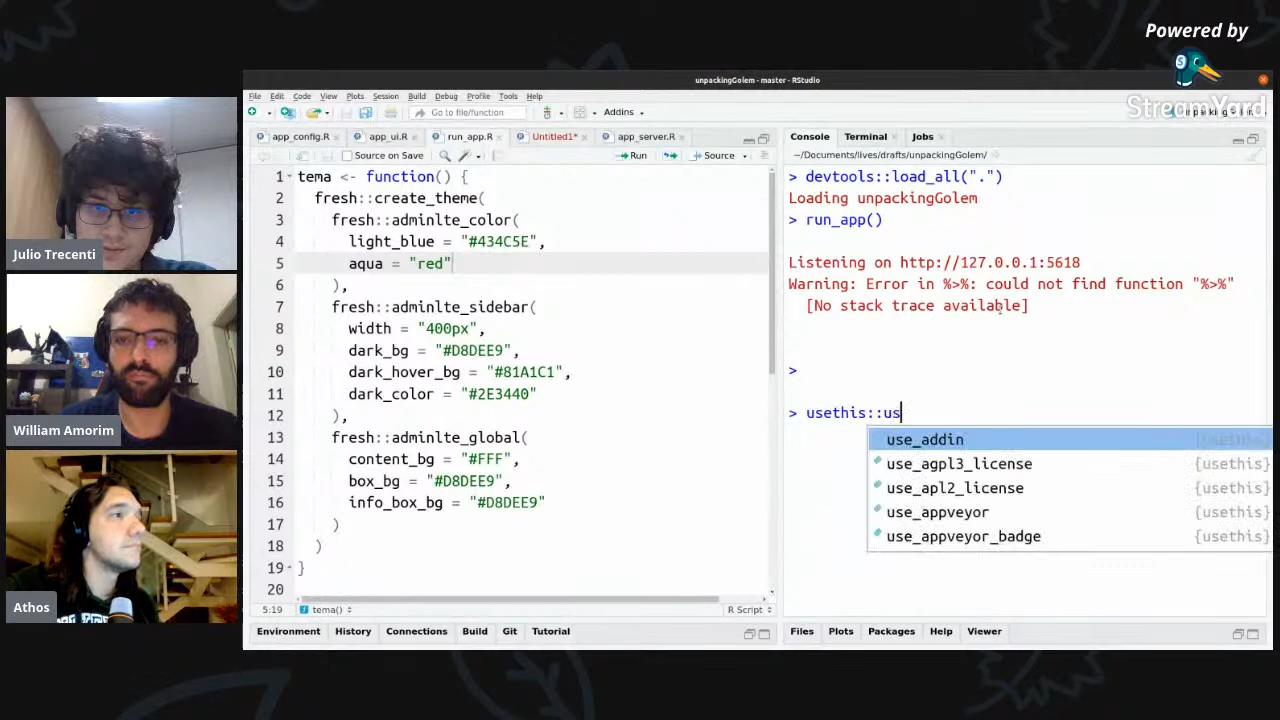 Powered by
StreamYard
unpackingGolem - master - RStudio
File Edit Code View Plots Session Build Debug Profile Tools Help
Go to file/function
Addins
app_config.R
app_ui.R
run_app.R
Untitled1*
app_server.R
Source on Save
Run
Source
1 tema <- function() {
2 fresh::create_theme(
3 fresh::adminlte_color(
4 light_blue = "#434C5E",
5 aqua = "red"
6 ),
7 fresh::adminlte_sidebar(
8 width = "400px",
9 dark_bg = "#D8DEE9",
10 dark_hover_bg = "#81A1C1",
11 dark_color = "#2E3440"
12 ),
13 fresh::adminlte_global(
14 content_bg = "#FFF",
15 box_bg = "#D8DEE9",
16 info_box_bg = "#D8DEE9"
17 )
18 )
19 }
20
5:19 tema() R Script
Environment History Connections Build Git Tutorial
Console Terminal Jobs
~/Documents/lives/drafts/unpackingGolem/
> devtools::load_all(".")
Loading unpackingGolem
> run_app()
Listening on http://127.0.0.1:5618
Warning: Error in %>%: could not find function "%>%"
[No stack trace available]
>
> usethis::us
use_addin {usethis}
use_agpl3_license {usethis}
use_apl2_license {usethis}
use_appveyor {usethis}
use_appveyor_badge {usethis}
Files Plots Packages Help Viewer
Julio Trecenti
William Amorim
Athos